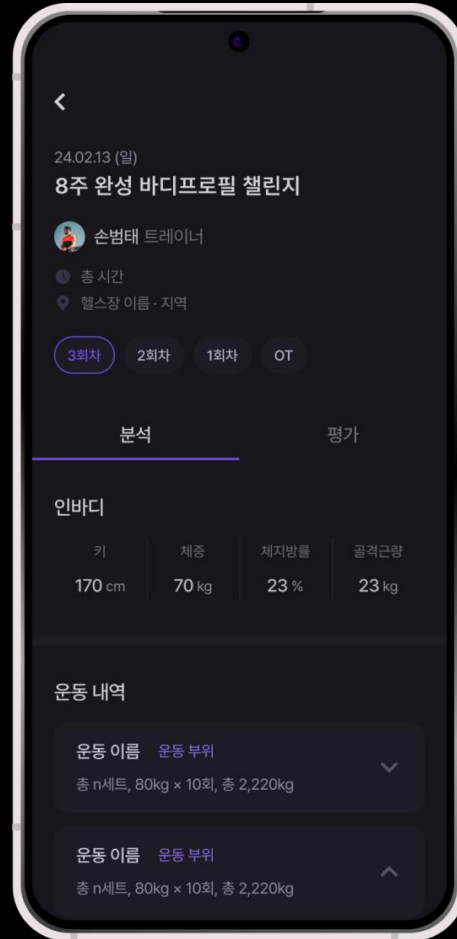 24.02.13 (일)
8주 완성 바디프로필 챌린지
손범태 트레이너
총 시간
헬스장 이름 · 지역
3회차 2회차 1회차 OT
분석 평가
인바디
키 체중 체지방률 골격근량
170 cm 70 kg 23 % 23 kg
운동 내역
운동 이름 운동 부위
총 n세트, 80kg × 10회, 총 2,220kg
운동 이름 운동 부위
총 n세트, 80kg × 10회, 총 2,220kg